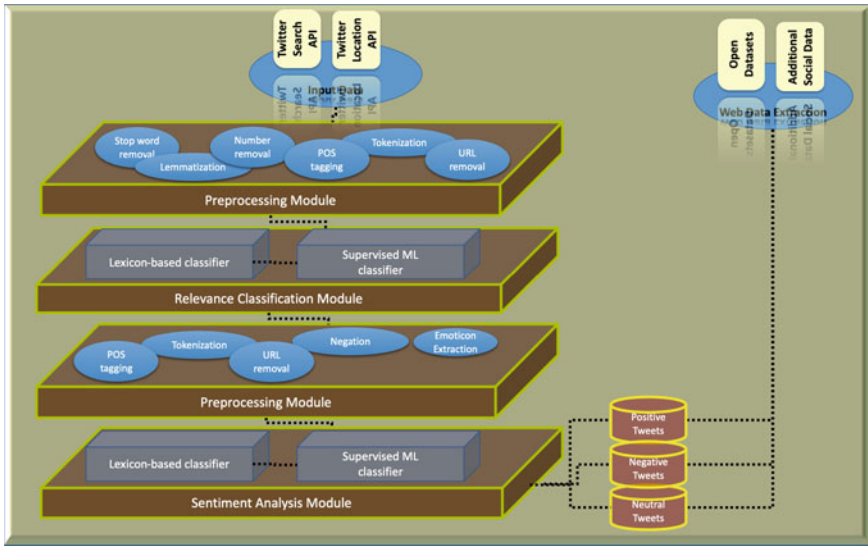 Twitter
Search
API
Twitter
Location
API
Input Data
Open
Datasets
Additional
Social Data
Web Data Extraction
Stop word
removal
Lemmatization
Number
removal
POS
tagging
Tokenization
URL
removal
Preprocessing Module
Lexicon-based classifier
Supervised ML
classifier
Relevance Classification Module
POS
tagging
Tokenization
URL
removal
Negation
Emoticon
Extraction
Preprocessing Module
Lexicon-based classifier
Supervised ML
classifier
Sentiment Analysis Module
Positive
Tweets
Negative
Tweets
Neutral
Tweets